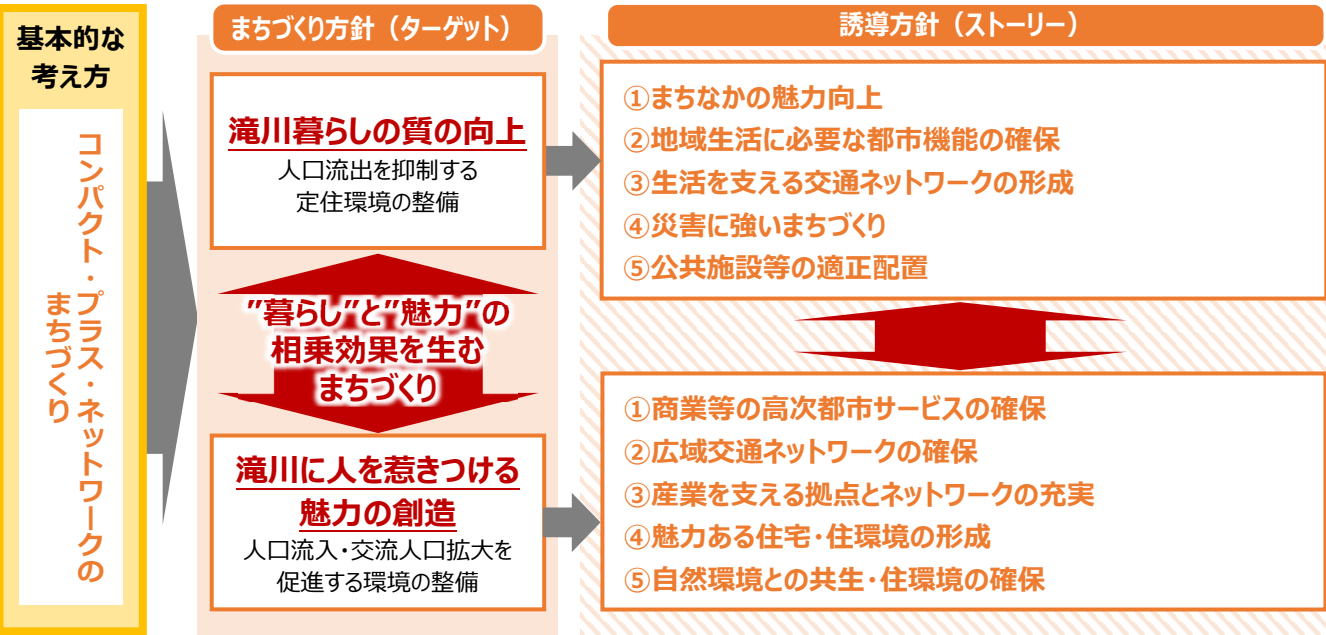 基本的な
考え方
コンパクト・プラス・ネットワークの
まちづくり
まちづくり方針（ターゲット）
滝川暮らしの質の向上
人口流出を抑制する
定住環境の整備
”暮らし”と”魅力”の
相乗効果を生む
まちづくり
滝川に人を惹きつける
魅力の創造
人口流入・交流人口拡大を
促進する環境の整備
誘導方針（ストーリー）
①まちなかの魅力向上
②地域生活に必要な都市機能の確保
③生活を支える交通ネットワークの形成
④災害に強いまちづくり
⑤公共施設等の適正配置
①商業等の高次都市サービスの確保
②広域交通ネットワークの確保
③産業を支える拠点とネットワークの充実
④魅力ある住宅・住環境の形成
⑤自然環境との共生・住環境の確保